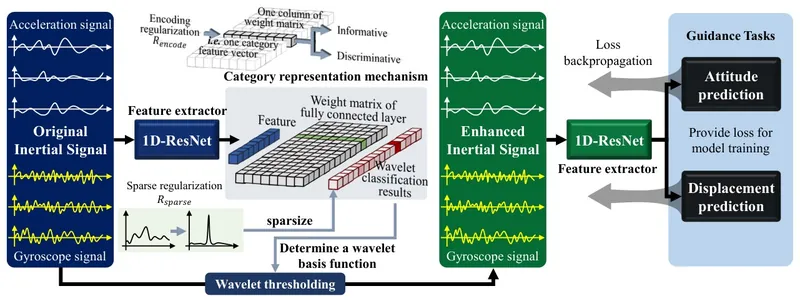 Acceleration signal
Original
Inertial Signal
Gyroscope signal
Encoding
regularization
R_encode
One column of
weight matrix
i.e. one category
feature vector
Informative
Discriminative
Category representation mechanism
Feature extractor
1D-ResNet
Feature
Weight matrix of
fully connected layer
Wavelet
classification
results
Sparse regularization
R_sparse
sparsize
Determine a wavelet
basis function
Wavelet thresholding
Acceleration signal
Enhanced
Inertial Signal
Gyroscope signal
1D-ResNet
Feature extractor
Loss
backpropagation
Guidance Tasks
Attitude
prediction
Provide loss for
model training
Displacement
prediction